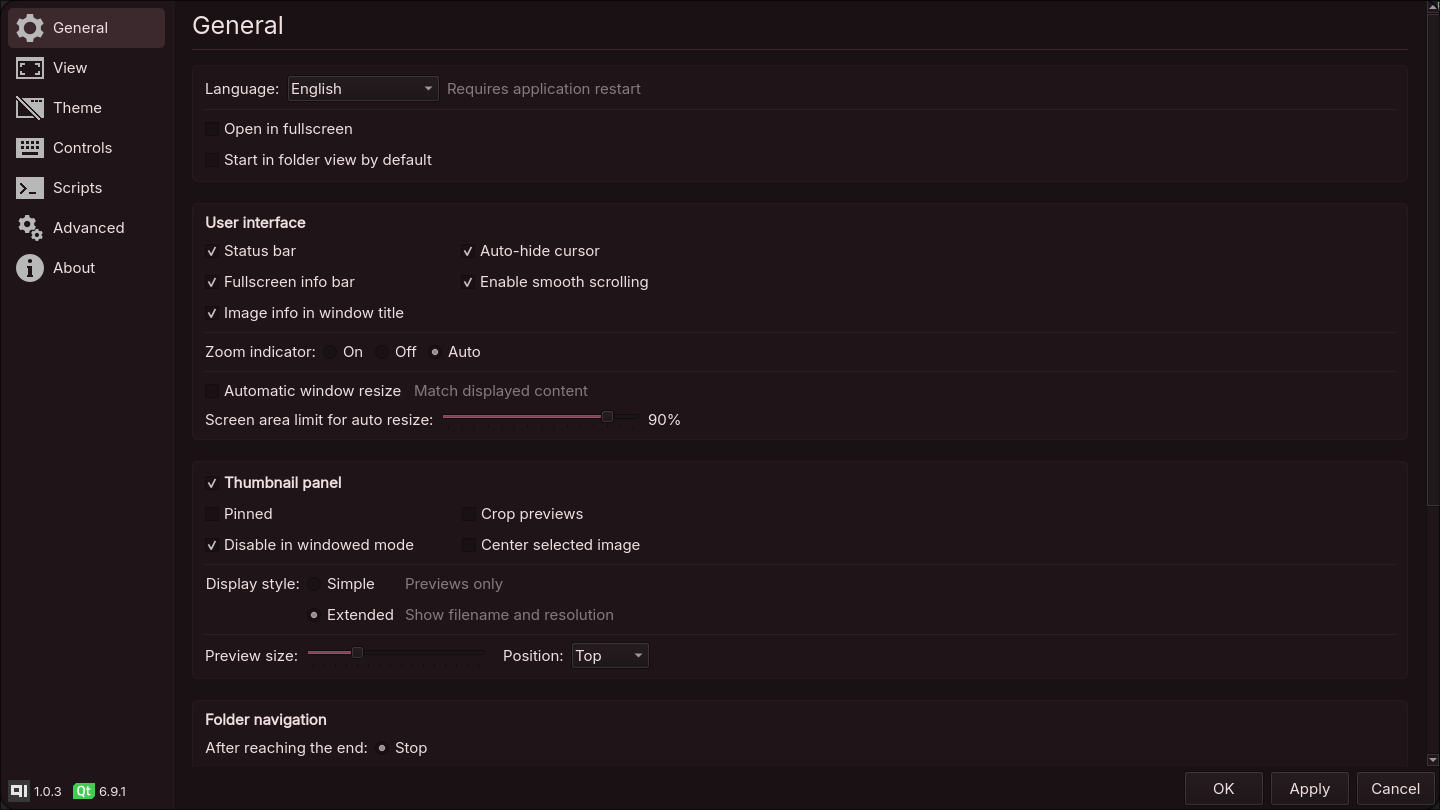 General
View
Theme
Controls
Scripts
Advanced
About
General
Language: English Requires application restart
Open in fullscreen
Start in folder view by default
User interface
Status bar Auto-hide cursor
Fullscreen info bar Enable smooth scrolling
Image info in window title
Zoom indicator: On Off Auto
Automatic window resize Match displayed content
Screen area limit for auto resize: 90%
Thumbnail panel
Pinned Crop previews
Disable in windowed mode Center selected image
Display style: Simple Previews only
Extended Show filename and resolution
Preview size: Position: Top
Folder navigation
After reaching the end: Stop
qI 1.0.3 Qt 6.9.1
OK Apply Cancel